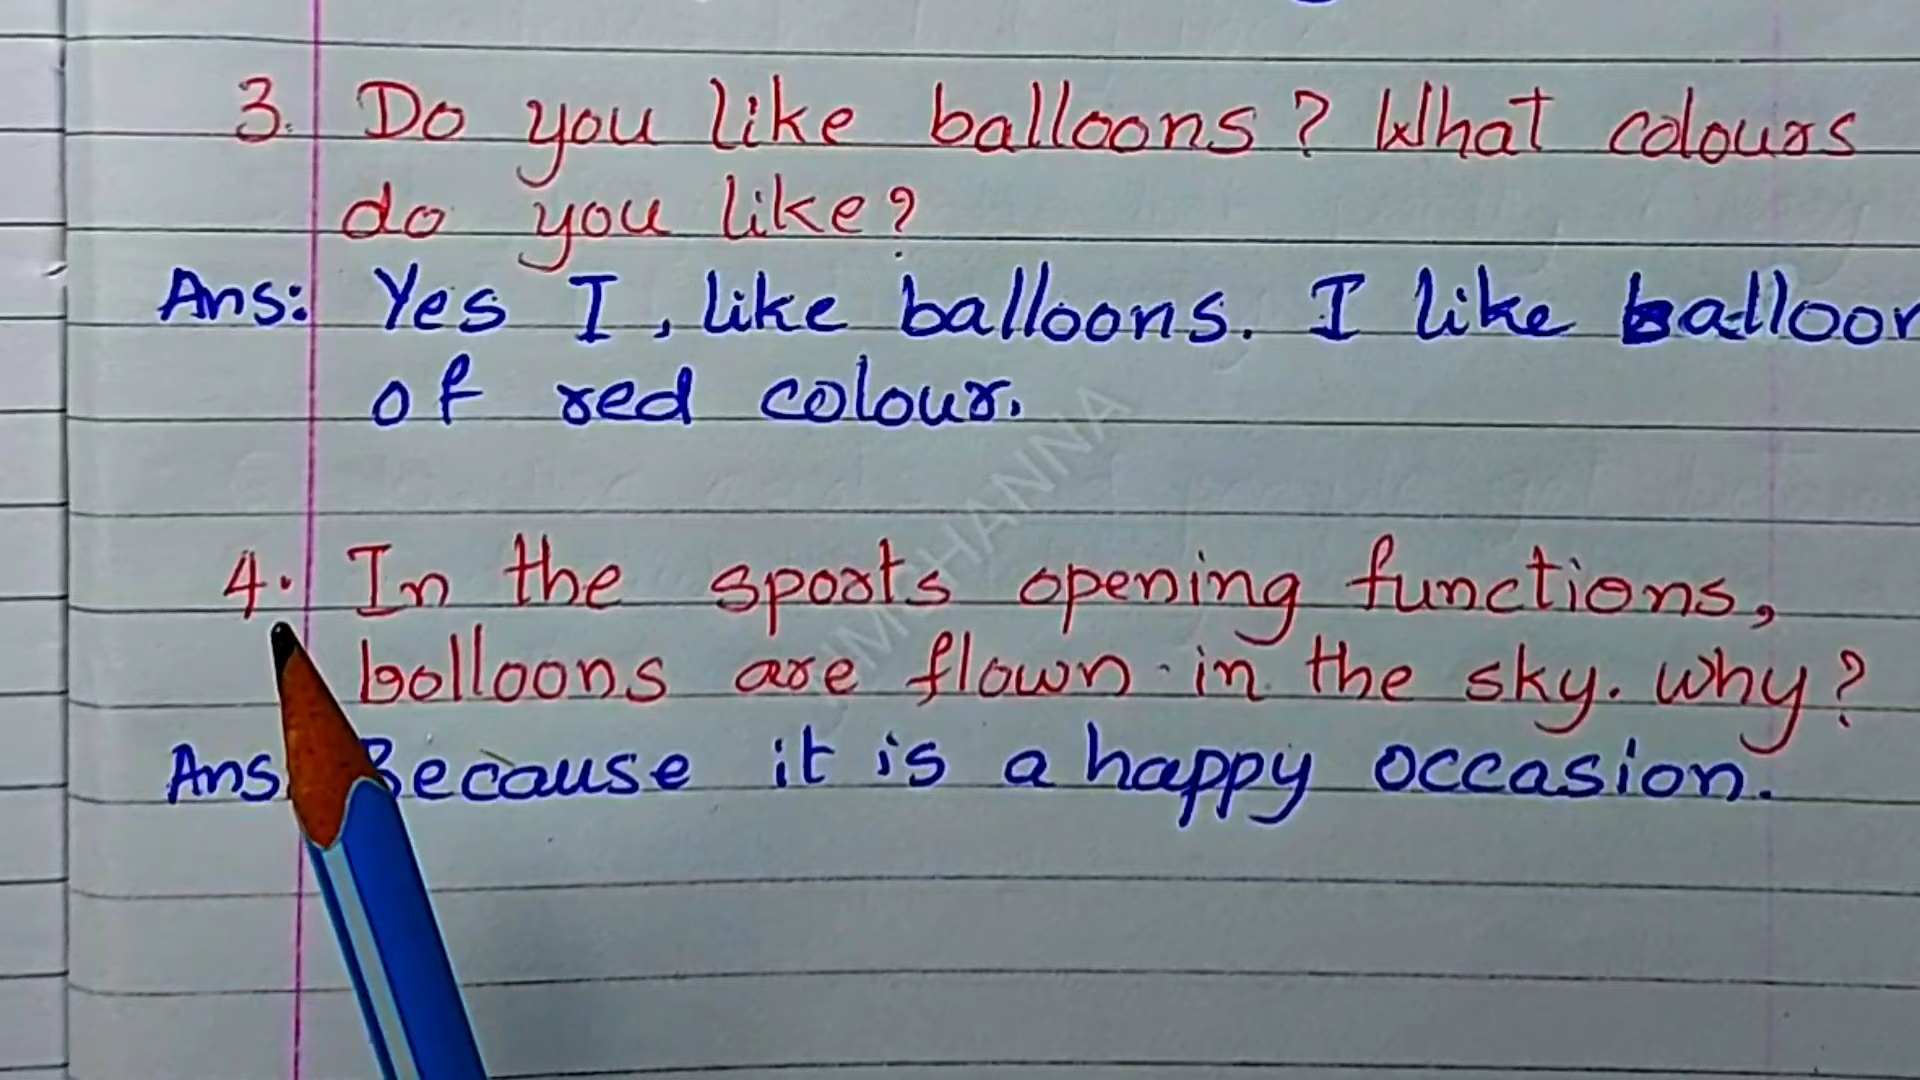 3. Do you like balloons? What colours
do you like?
Ans: Yes I, like balloons. I like balloon
of red colour.
4. In the sports opening functions,
bolloons are flown in the sky. Why?
Ans Because it is a happy occasion.